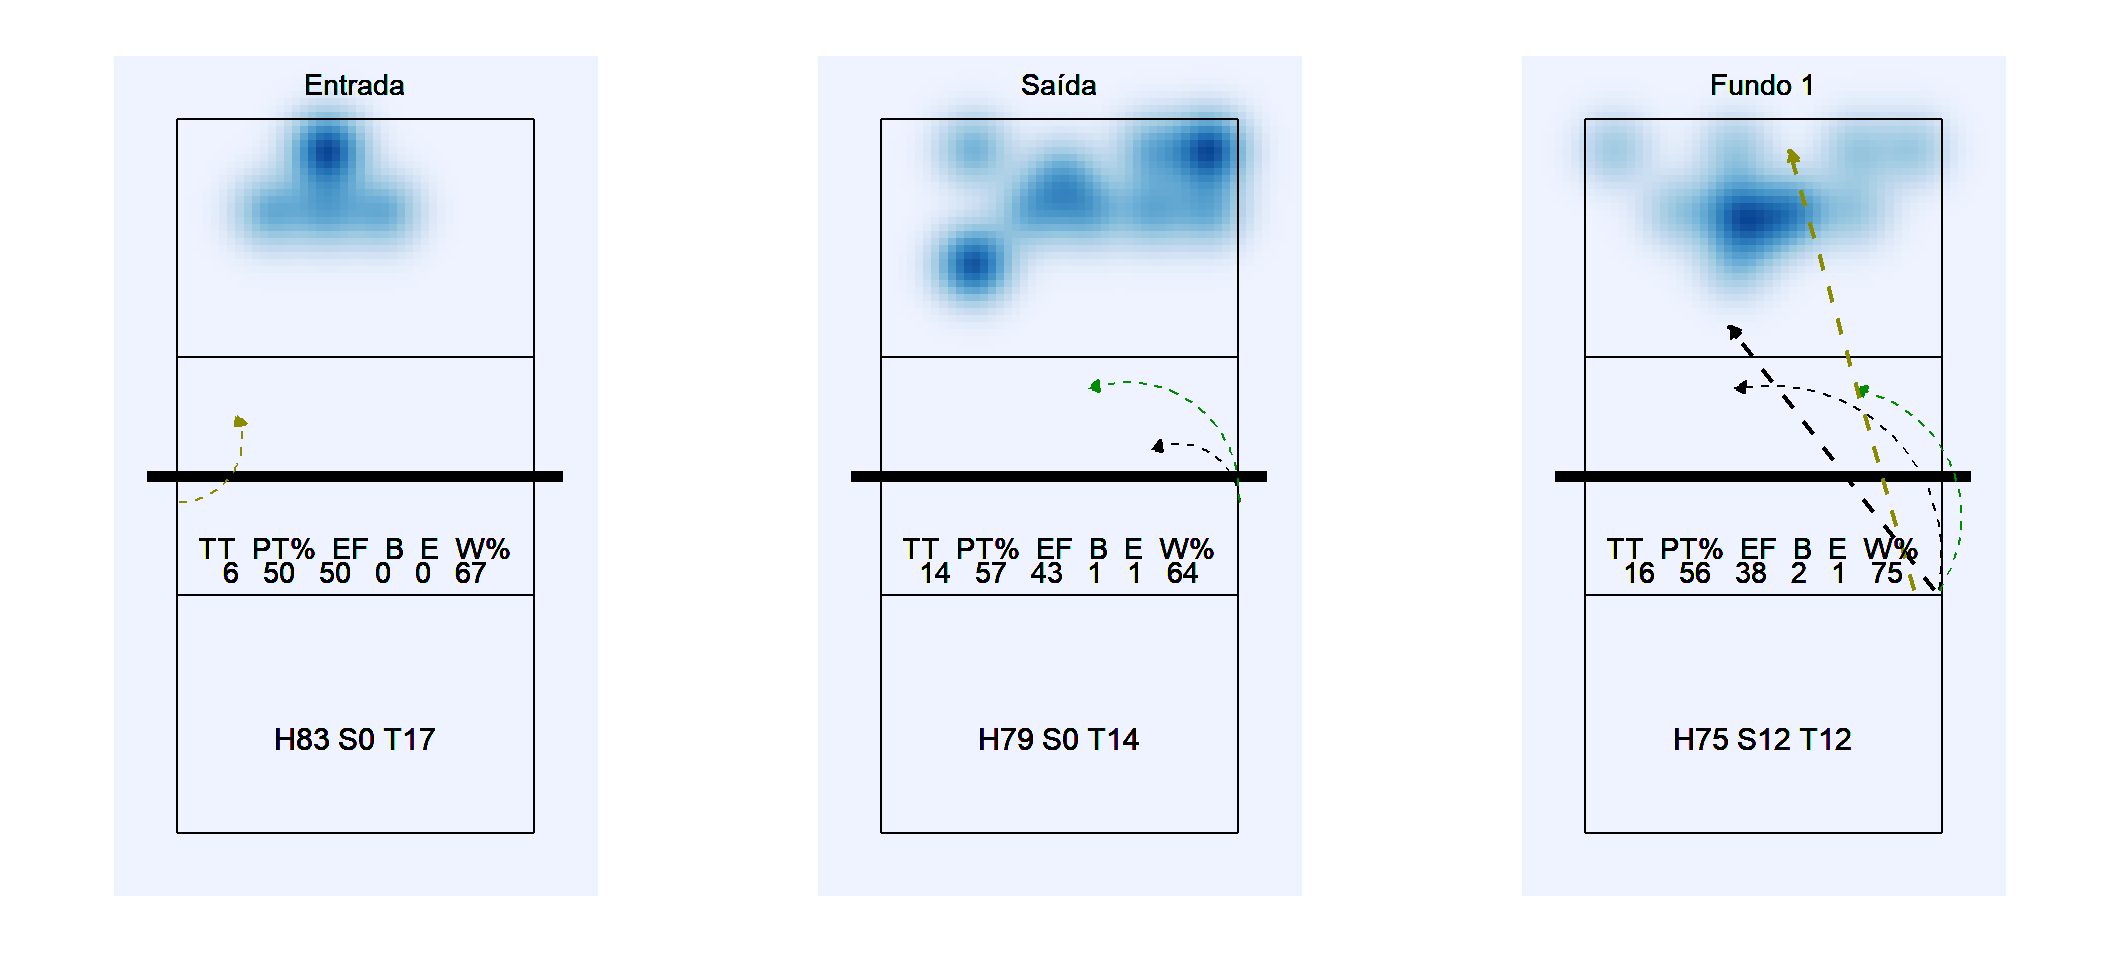 Entrada
TT PT% EF B E W%
6 50 50 0 0 67
H83 S0 T17
Saída
TT PT% EF B E W%
14 57 43 1 1 64
H79 S0 T14
Fundo 1
TT PT% EF B E W%
16 56 38 2 1 75
H75 S12 T12